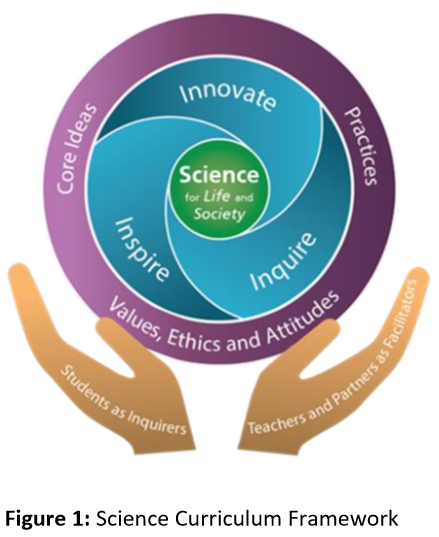 Innovate
Core Ideas
Practices
Science
for Life and
Society
Inspire
Inquire
Values, Ethics and Attitudes
Students as Inquirers
Teachers and Partners as Facilitators
Figure 1: Science Curriculum Framework